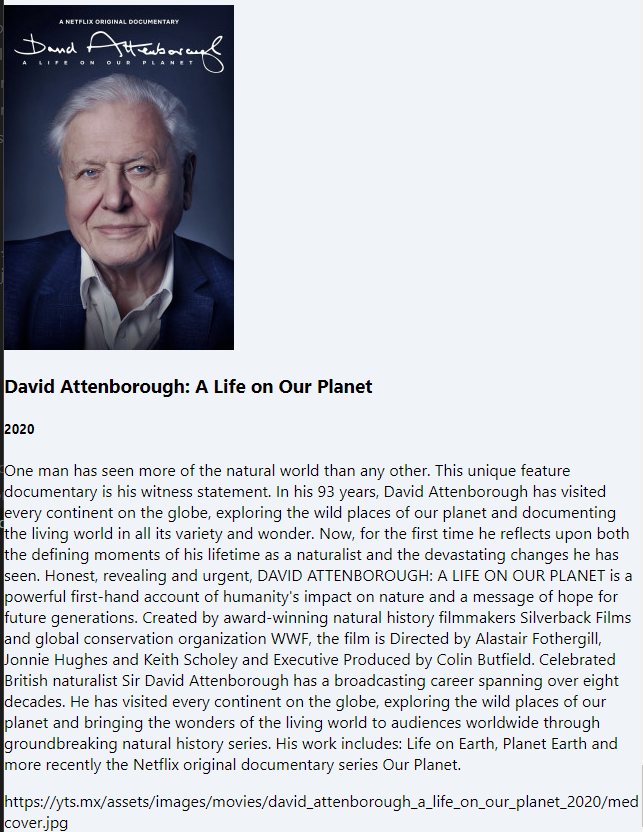 A NETFLIX ORIGINAL DOCUMENTARY
David Attenborough
A LIFE ON OUR PLANET
David Attenborough: A Life on Our Planet
2020
One man has seen more of the natural world than any other. This unique feature
documentary is his witness statement. In his 93 years, David Attenborough has visited
every continent on the globe, exploring the wild places of our planet and documenting
the living world in all its variety and wonder. Now, for the first time he reflects upon both
the defining moments of his lifetime as a naturalist and the devastating changes he has
seen. Honest, revealing and urgent, DAVID ATTENBOROUGH: A LIFE ON OUR PLANET is a
powerful first-hand account of humanity's impact on nature and a message of hope for
future generations. Created by award-winning natural history filmmakers Silverback Films
and global conservation organization WWF, the film is Directed by Alastair Fothergill,
Jonnie Hughes and Keith Scholey and Executive Produced by Colin Butfield. Celebrated
British naturalist Sir David Attenborough has a broadcasting career spanning over eight
decades. He has visited every continent on the globe, exploring the wild places of our
planet and bringing the wonders of the living world to audiences worldwide through
groundbreaking natural history series. His work includes: Life on Earth, Planet Earth and
more recently the Netflix original documentary series Our Planet.
https://yts.mx/assets/images/movies/david_attenborough_a_life_on_our_planet_2020/med
cover.jpg